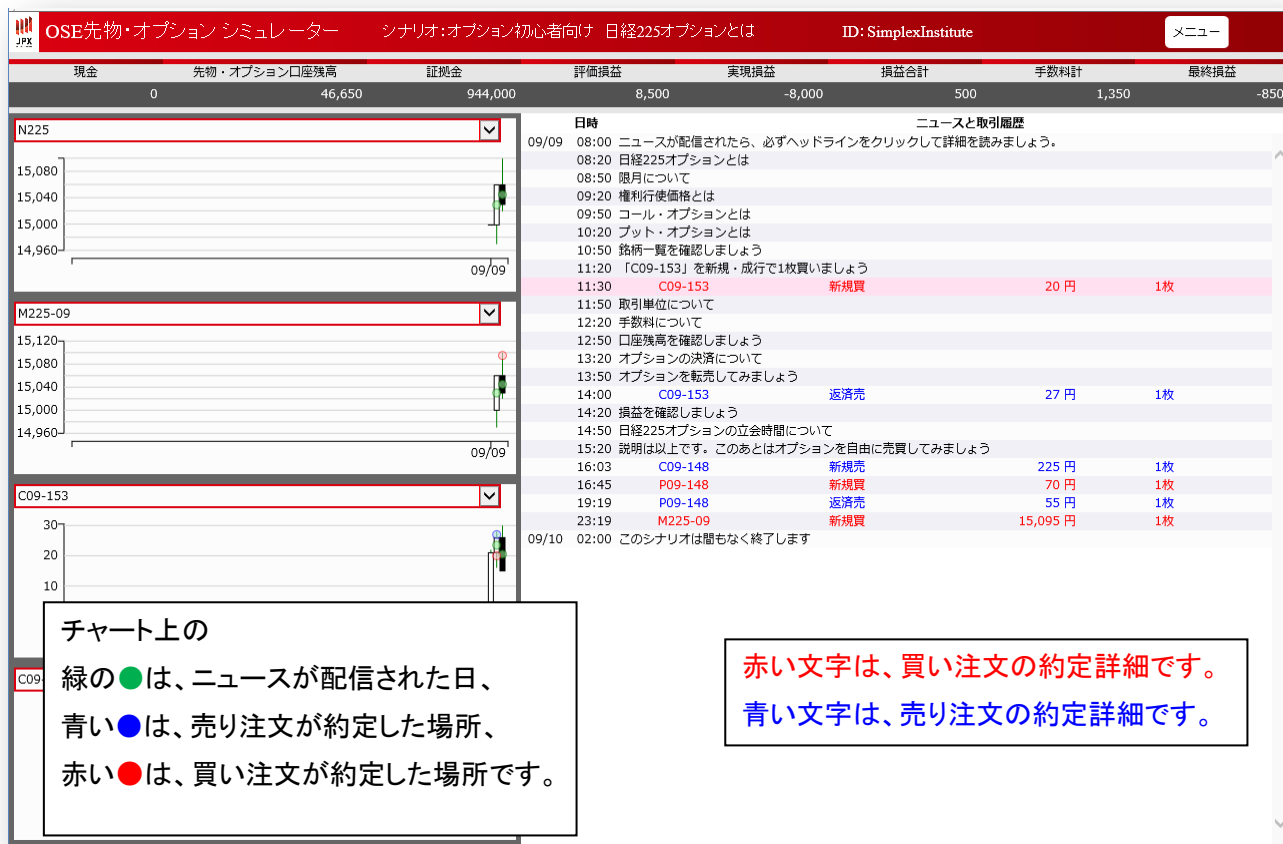 JPX OSE先物・オプション シミュレーター シナリオ:オプション初心者向け 日経225オプションとは ID: SimplexInstitute メニュー
現金 先物・オプション口座残高 証拠金 評価損益 実現損益 損益合計 手数料計 最終損益
0 46,650 944,000 8,500 -8,000 500 1,350 -850
N225
15,080
15,040
15,000
14,960
09/09
M225-09
15,120
15,080
15,040
15,000
14,960
09/09
C09-153
30
20
10
C09-
日時 ニュースと取引履歴
09/09 08:00 ニュースが配信されたら、必ずヘッドラインをクリックして詳細を読みましょう。
08:20 日経225オプションとは
08:50 限月について
09:20 権利行使価格とは
09:50 コール・オプションとは
10:20 プット・オプションとは
10:50 銘柄一覧を確認しましょう
11:20 「C09-153」を新規・成行で1枚買いましょう
11:30 C09-153 新規買 20 円 1枚
11:50 取引単位について
12:20 手数料について
12:50 口座残高を確認しましょう
13:20 オプションの決済について
13:50 オプションを転売してみましょう
14:00 C09-153 返済売 27 円 1枚
14:20 損益を確認しましょう
14:50 日経225オプションの立会時間について
15:20 説明は以上です。このあとはオプションを自由に売買してみましょう
16:03 C09-148 新規売 225 円 1枚
16:45 P09-148 新規買 70 円 1枚
19:19 P09-148 返済売 55 円 1枚
23:19 M225-09 新規買 15,095 円 1枚
09/10 02:00 このシナリオは間もなく終了します
チャート上の
緑の●は、ニュースが配信された日、
青い●は、売り注文が約定した場所、
赤い●は、買い注文が約定した場所です。
赤い文字は、買い注文の約定詳細です。
青い文字は、売り注文の約定詳細です。